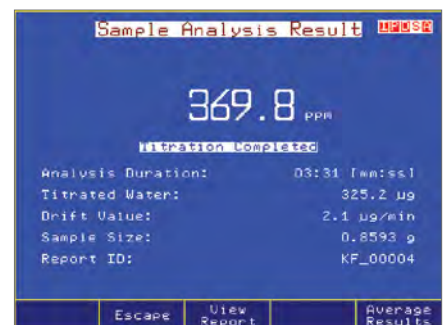 Sample Analysis Result
369.8 ppm
Titration Completed
Analysis Duration: 03:31 [mm:ss]
Titrated Water: 325.2 µg
Drift Value: 2.1 µg/min
Sample Size: 0.8593 g
Report ID: KF_00004
Escape
View Report
Average Results